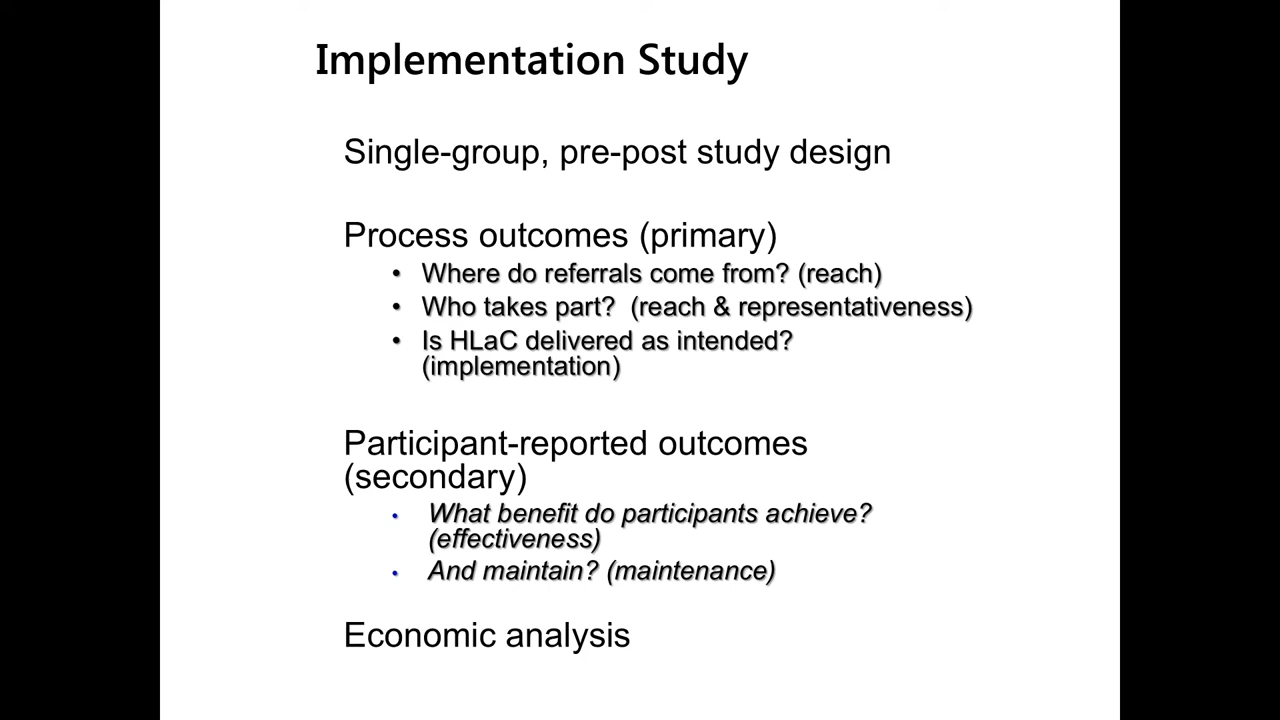 Implementation Study
Single-group, pre-post study design
Process outcomes (primary)
• Where do referrals come from? (reach)
• Who takes part?  (reach & representativeness)
• Is HLaC delivered as intended?
(implementation)
Participant-reported outcomes
(secondary)
• What benefit do participants achieve?
(effectiveness)
• And maintain? (maintenance)
Economic analysis